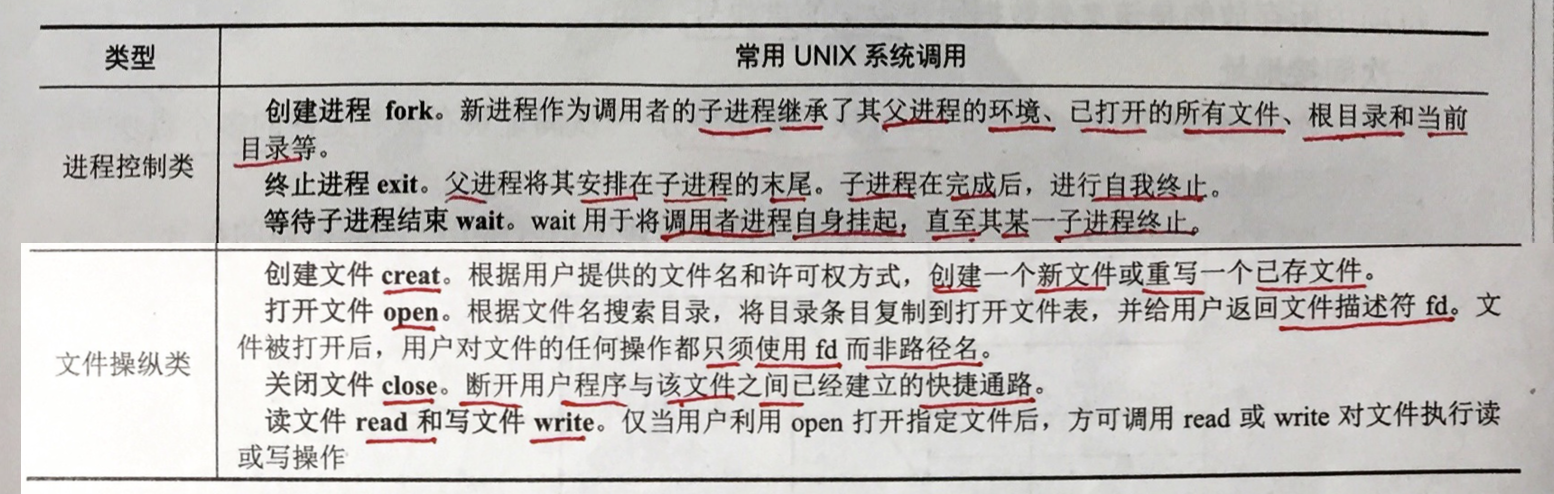 类型
常用 UNIX 系统调用
进程控制类
创建进程 fork。新进程作为调用者的子进程继承了其父进程的环境、已打开的所有文件、根目录和当前
目录等。
终止进程 exit。父进程将其安排在子进程的末尾。子进程在完成后，进行自我终止。
等待子进程结束 wait。wait 用于将调用者进程自身挂起，直至其某一子进程终止。
文件操纵类
创建文件 creat。根据用户提供的文件名和许可权方式，创建一个新文件或重写一个已存文件。
打开文件 open。根据文件名搜索目录，将目录条目复制到打开文件表，并给用户返回文件描述符 fd。文
件被打开后，用户对文件的任何操作都只须使用 fd 而非路径名。
关闭文件 close。断开用户程序与该文件之间已经建立的快捷通路。
读文件 read 和写文件 write。仅当用户利用 open 打开指定文件后，方可调用 read 或 write 对文件执行读
或写操作